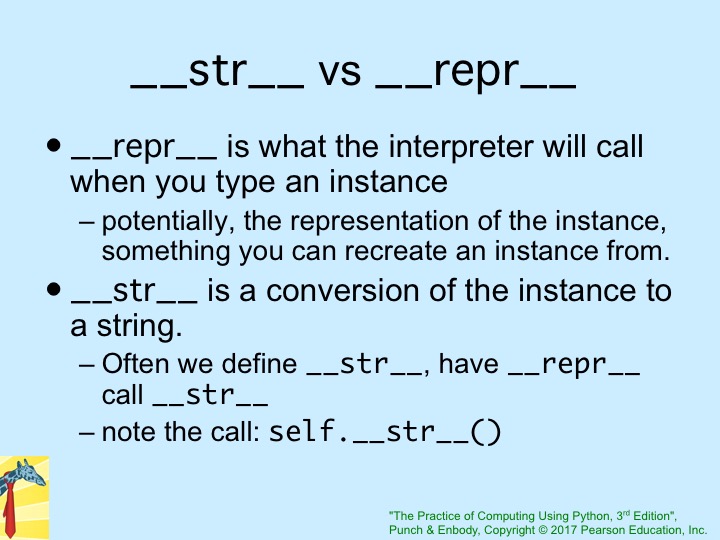 __str__ vs __repr__
• __repr__ is what the interpreter will call
when you type an instance
– potentially, the representation of the instance,
something you can recreate an instance from.
• __str__ is a conversion of the instance to
a string.
– Often we define __str__, have __repr__
call __str__
– note the call: self.__str__()
"The Practice of Computing Using Python, 3rd Edition",
Punch & Enbody, Copyright © 2017 Pearson Education, Inc.